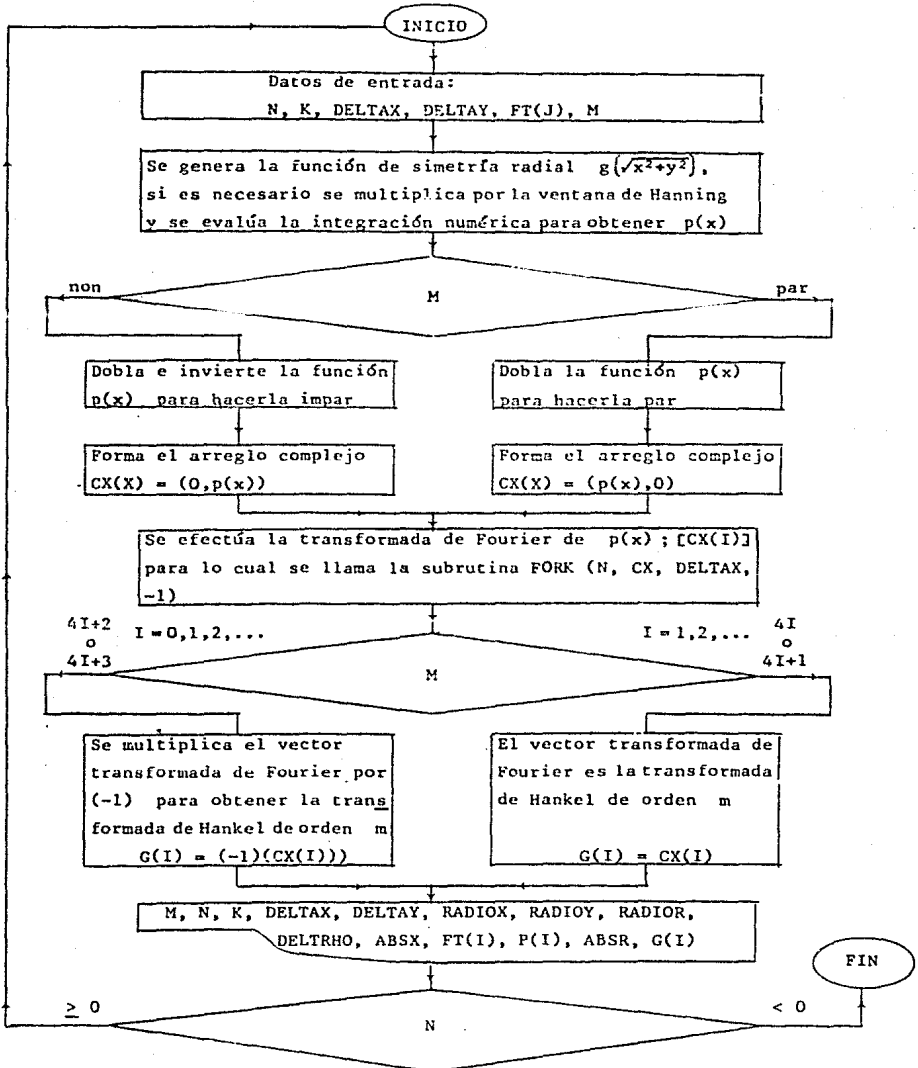 INICIO
Datos de entrada:
N, K, DELTAX, DELTAY, FT(J), M
Se genera la función de simetría radial g(√x²+y²),
si es necesario se multiplica por la ventana de Hanning
y se evalúa la integración numérica para obtener p(x)
non
M
par
Dobla e invierte la función
p(x) para hacerla impar
Dobla la función p(x)
para hacerla par
Forma el arreglo complejo
CX(X) = (0,p(x))
Forma el arreglo complejo
CX(X) = (p(x),0)
Se efectúa la transformada de Fourier de p(x); [CX(I)]
para lo cual se llama la subrutina FORK (N, CX, DELTAX,
-1)
4I+2
o
4I+3
I = 0,1,2,...
M
I = 1,2,...
4I
o
4I+1
Se multiplica el vector
transformada de Fourier por
(-1) para obtener la trans
formada de Hankel de orden m
G(I) = (-1)(CX(I)))
El vector transformada de
Fourier es la transformada
de Hankel de orden m
G(I) = CX(I)
M, N, K, DELTAX, DELTAY, RADIOX, RADIOY, RADIOR,
DELTRHO, ABSX, FT(I), P(I), ABSR, G(I)
FIN
≥ 0
N
< 0